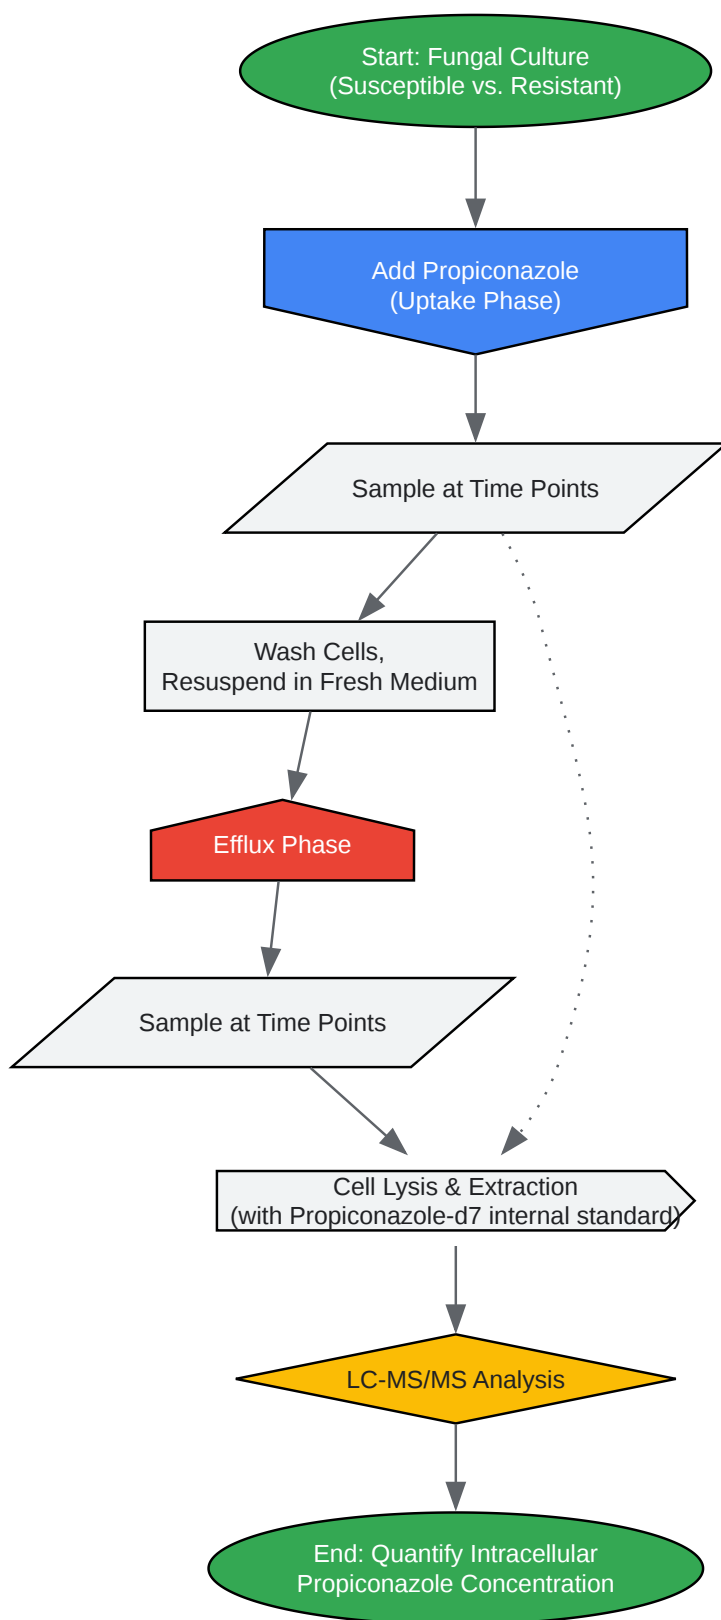 Start: Fungal Culture
(Susceptible vs. Resistant)
Add Propiconazole
(Uptake Phase)
Sample at Time Points
Wash Cells,
Resuspend in Fresh Medium
Efflux Phase
Sample at Time Points
Cell Lysis & Extraction
(with Propiconazole-d7 internal standard)
LC-MS/MS Analysis
End: Quantify Intracellular
Propiconazole Concentration